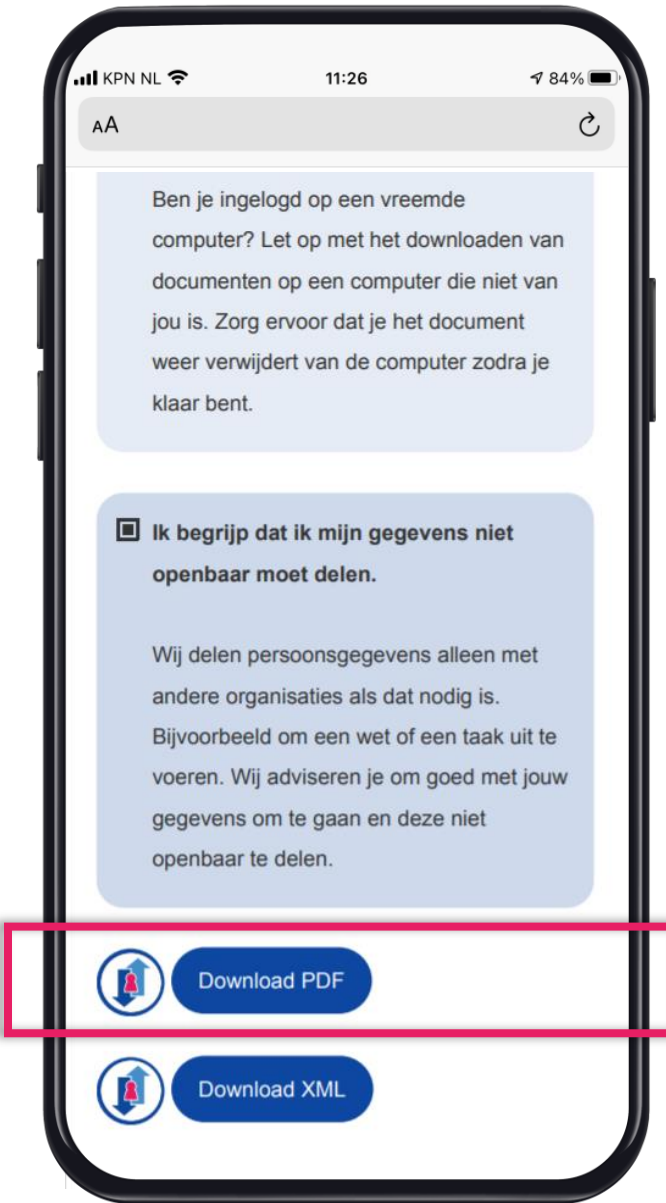 KPN NL 11:26 84%
AA
Ben je ingelogd op een vreemde
computer? Let op met het downloaden van
documenten op een computer die niet van
jou is. Zorg ervoor dat je het document
weer verwijdert van de computer zodra je
klaar bent.
Ik begrijp dat ik mijn gegevens niet
openbaar moet delen.
Wij delen persoonsgegevens alleen met
andere organisaties als dat nodig is.
Bijvoorbeeld om een wet of een taak uit te
voeren. Wij adviseren je om goed met jouw
gegevens om te gaan en deze niet
openbaar te delen.
Download PDF
Download XML